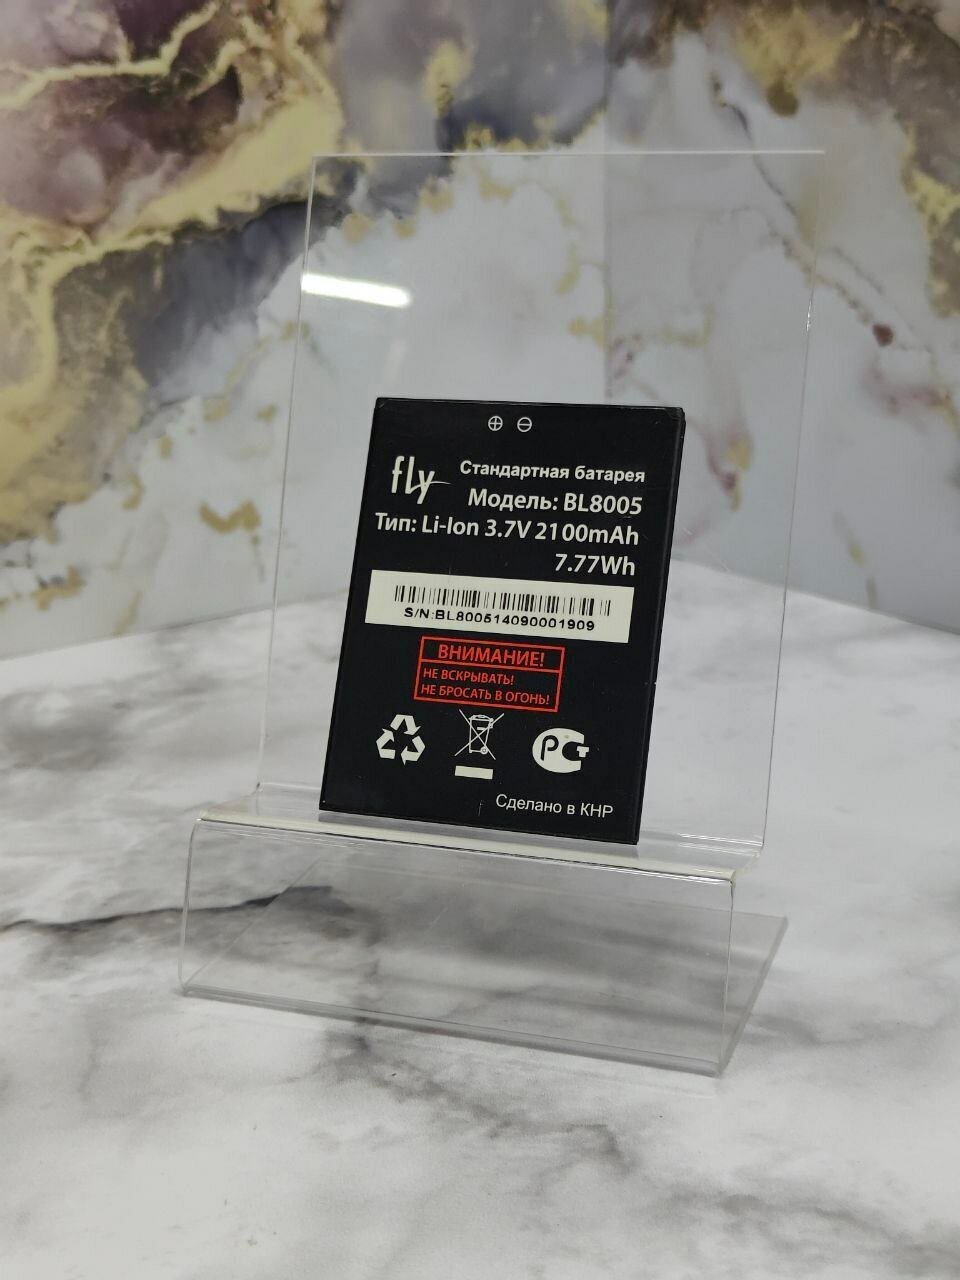 fly Стандартная батарея
Модель: BL8005
Тип: Li-Ion 3.7V 2100mAh
7.77Wh
S/N:BL800514090001909
ВНИМАНИЕ!
НЕ ВСКРЫВАТЬ!
НЕ БРОСАТЬ В ОГОНЬ!
РСТ
Сделано в КНР